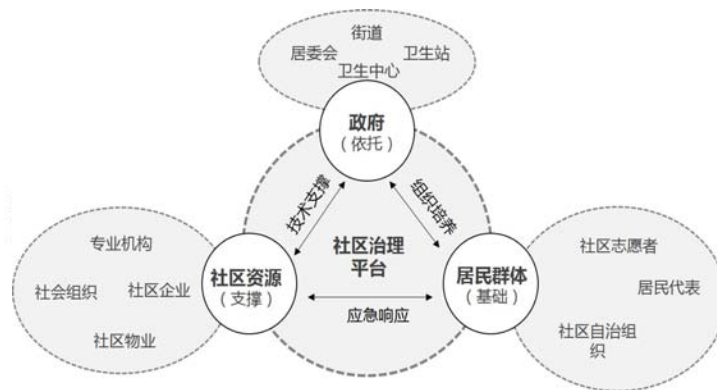 街道
居委会
卫生站
卫生中心
政府
（依托）
技术支撑
组织培养
社区治理
平台
专业机构
社会组织
社区企业
社区物业
社区资源
（支撑）
应急响应
居民群体
（基础）
社区志愿者
居民代表
社区自治组
织